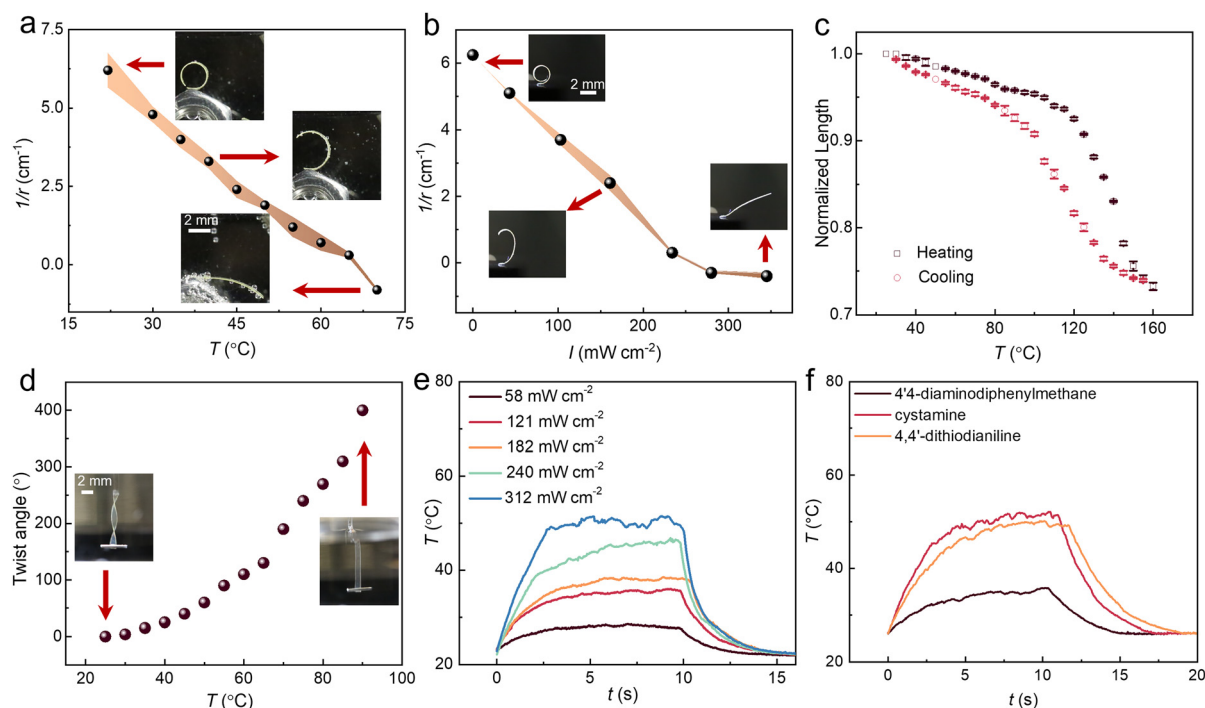 a
7.5
5.0
2.5
0.0
1/r (cm-1)
2 mm
15 30 45 60 75
T (°C)
b
6
4
2
0
1/r (cm-1)
2 mm
0 100 200 300
I (mW cm-2)
c
1.0
0.9
0.8
0.7
Normalized Length
Heating
Cooling
40 80 120 160
T (°C)
d
400
300
200
100
0
Twist angle (°)
2 mm
20 40 60 80 100
T (°C)
e
80
60
40
20
T (°C)
58 mW cm-2
121 mW cm-2
182 mW cm-2
240 mW cm-2
312 mW cm-2
0 5 10 15
t (s)
f
80
60
40
20
T (°C)
4'4-diaminodiphenylmethane
cystamine
4,4'-dithiodianiline
0 5 10 15 20
t (s)